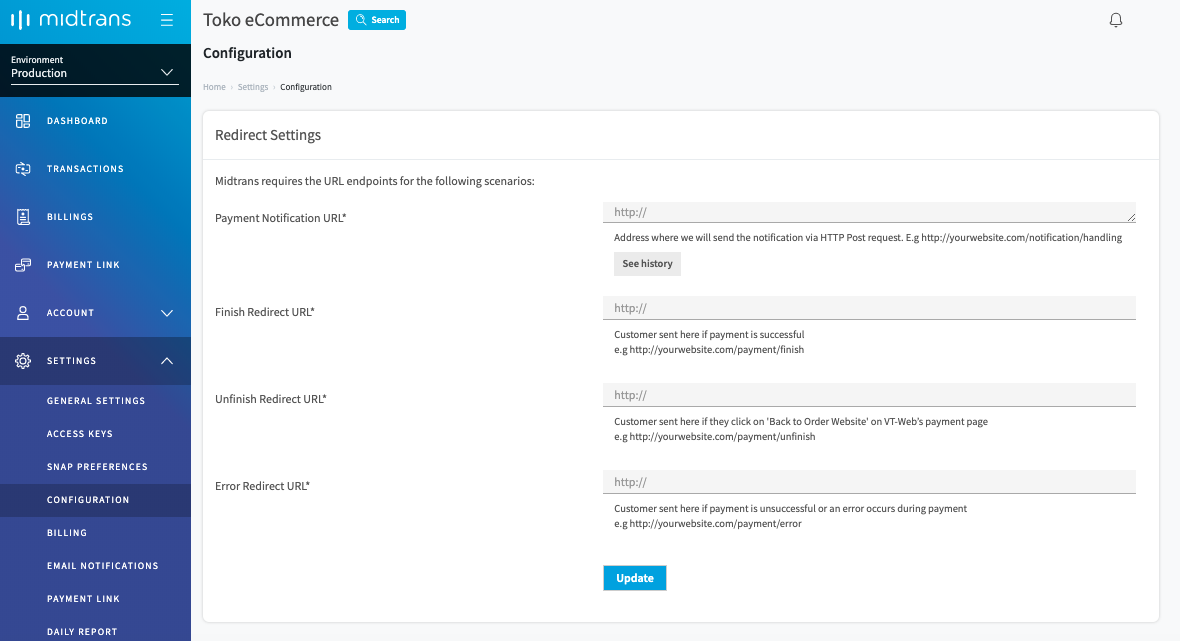 midtrans
Environment
Production
DASHBOARD
TRANSACTIONS
BILLINGS
PAYMENT LINK
ACCOUNT
SETTINGS
GENERAL SETTINGS
ACCESS KEYS
SNAP PREFERENCES
CONFIGURATION
BILLING
EMAIL NOTIFICATIONS
PAYMENT LINK
DAILY REPORT
Toko eCommerce Search
Configuration
Home › Settings › Configuration
Redirect Settings
Midtrans requires the URL endpoints for the following scenarios:
Payment Notification URL*
http://
Address where we will send the notification via HTTP Post request. E.g http://yourwebsite.com/notification/handling
See history
Finish Redirect URL*
http://
Customer sent here if payment is successful
e.g http://yourwebsite.com/payment/finish
Unfinish Redirect URL*
http://
Customer sent here if they click on 'Back to Order Website' on VT-Web's payment page
e.g http://yourwebsite.com/payment/unfinish
Error Redirect URL*
http://
Customer sent here if payment is unsuccessful or an error occurs during payment
e.g http://yourwebsite.com/payment/error
Update